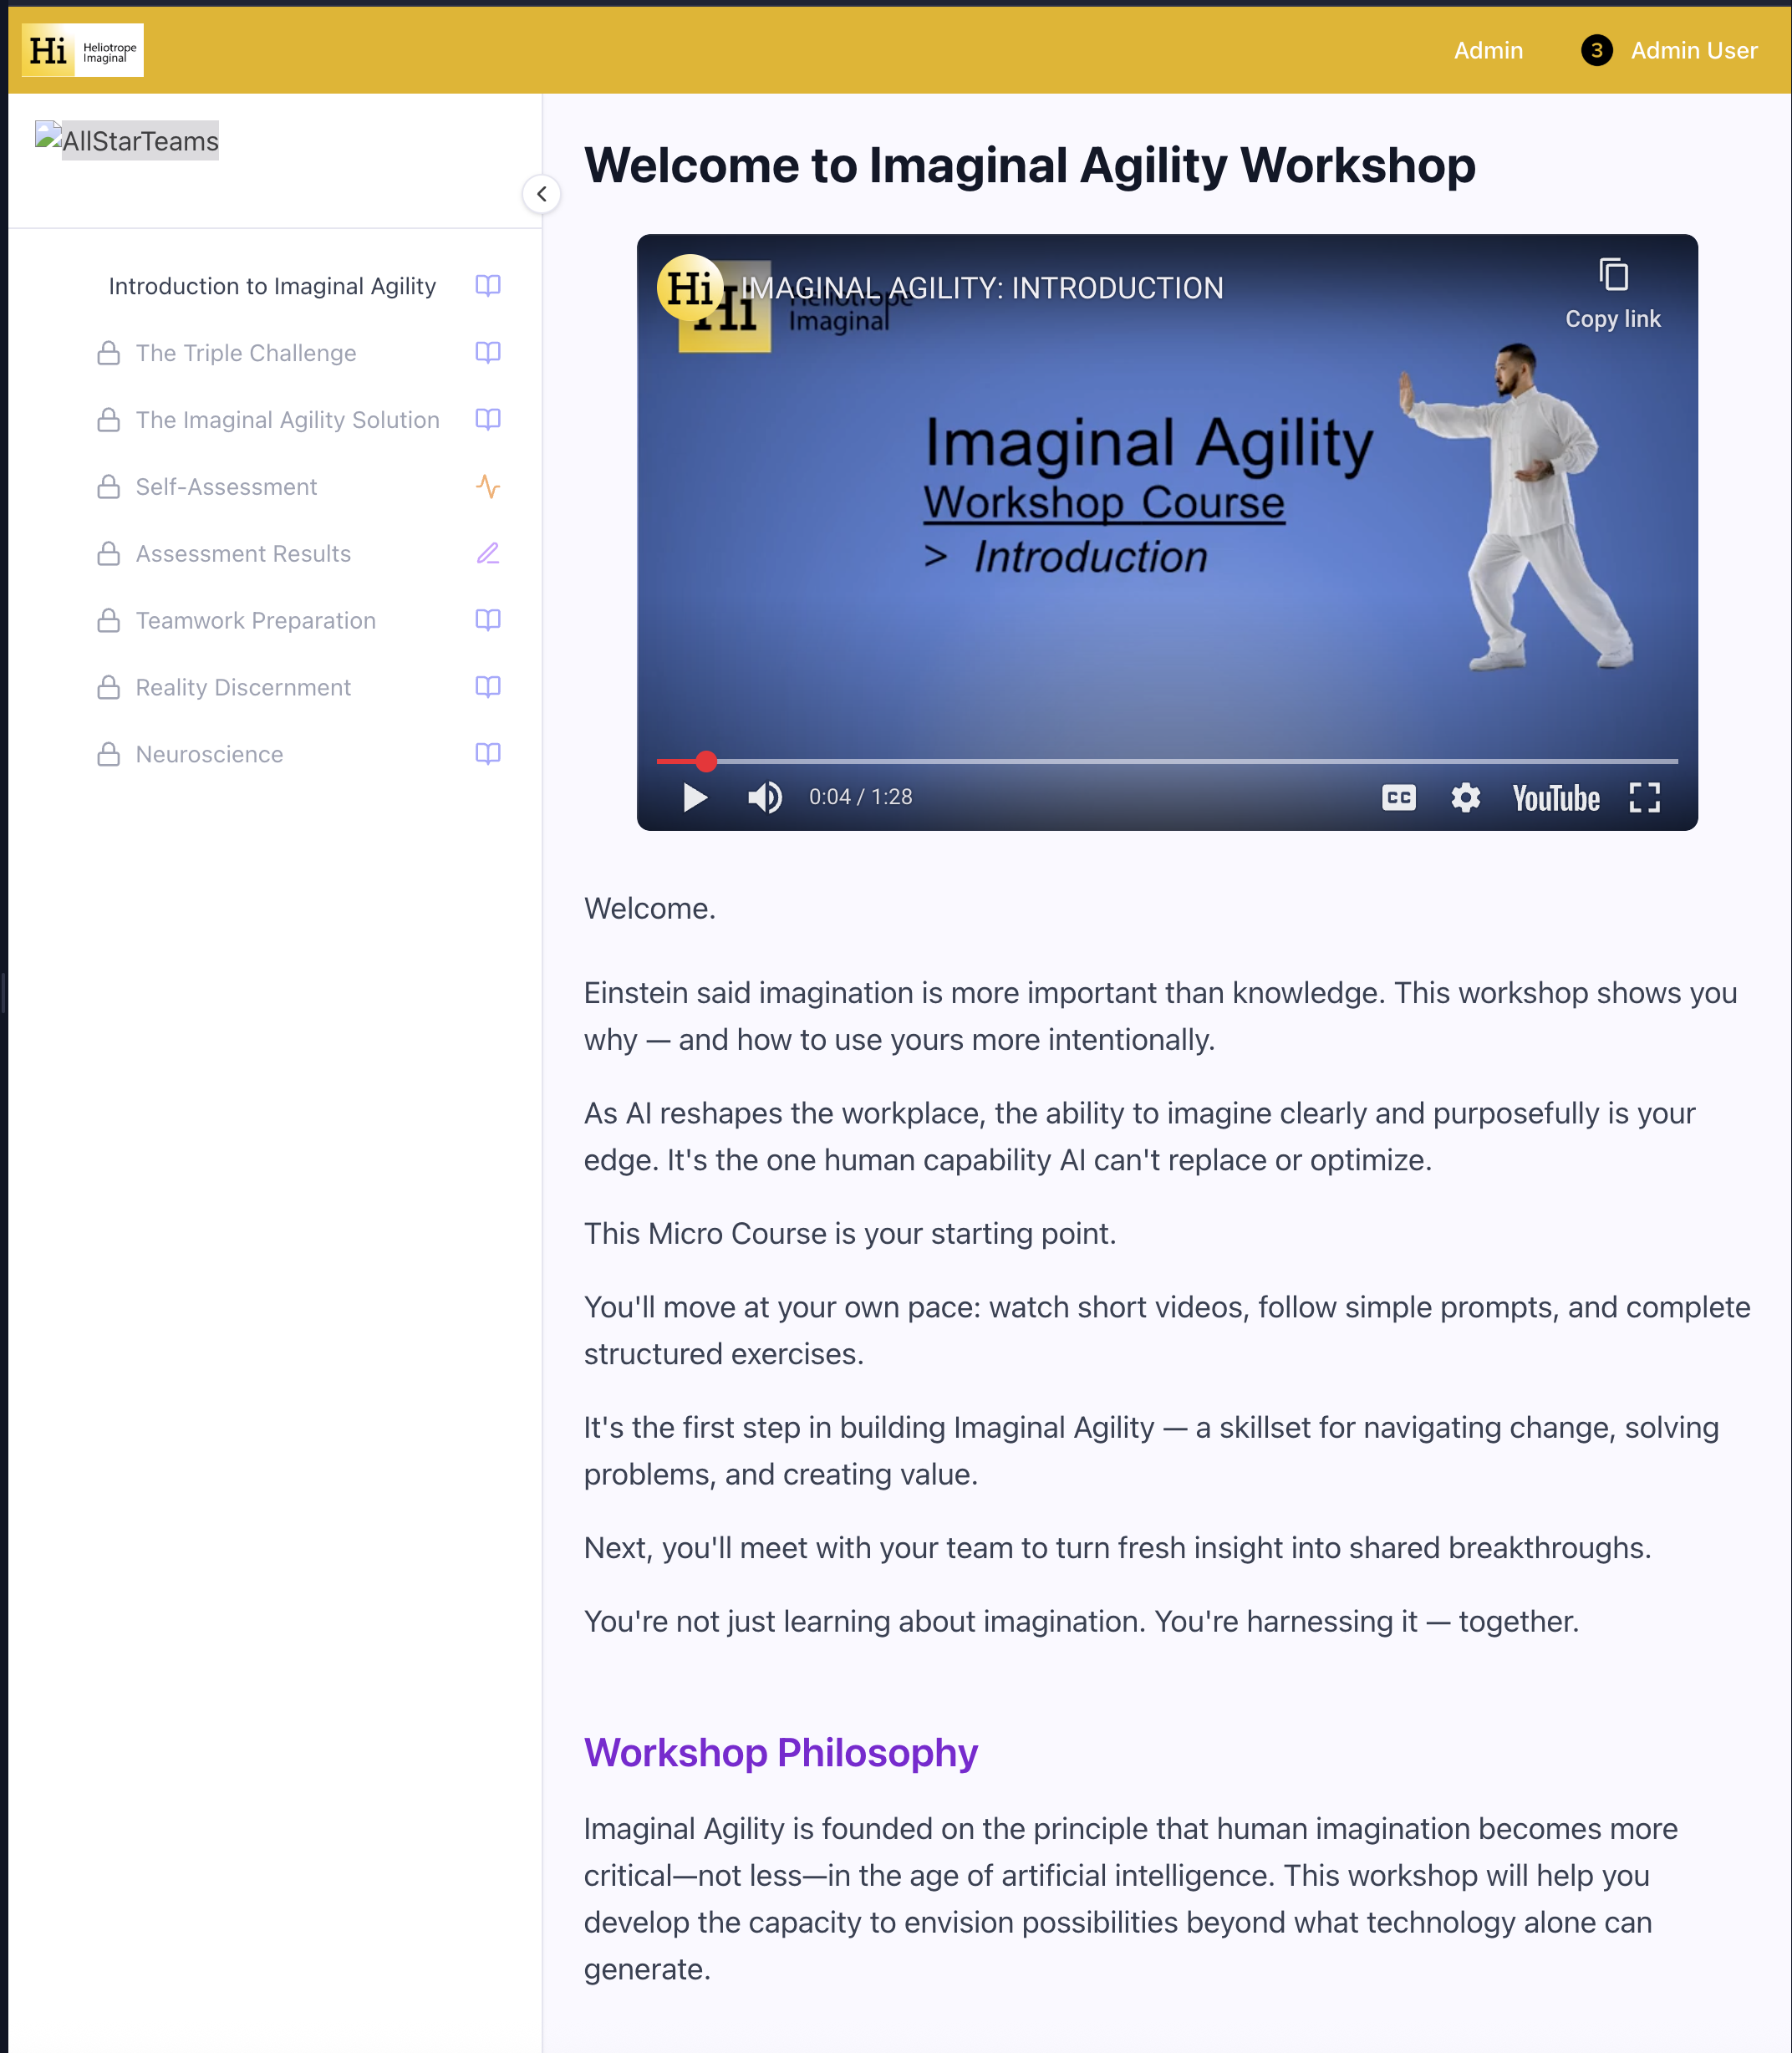 Hi Heliotrope
Imaginal
Admin
3
Admin User
AllStarTeams
Introduction to Imaginal Agility
The Triple Challenge
The Imaginal Agility Solution
Self-Assessment
Assessment Results
Teamwork Preparation
Reality Discernment
Neuroscience
Welcome to Imaginal Agility Workshop
Hi IMAGINAL AGILITY: INTRODUCTION
Hi Heliotrope
Imaginal
Copy link
Imaginal Agility
Workshop Course
> Introduction
0:04 / 1:28
CC
YouTube
Welcome.
Einstein said imagination is more important than knowledge. This workshop shows you
why — and how to use yours more intentionally.
As AI reshapes the workplace, the ability to imagine clearly and purposefully is your
edge. It's the one human capability AI can't replace or optimize.
This Micro Course is your starting point.
You'll move at your own pace: watch short videos, follow simple prompts, and complete
structured exercises.
It's the first step in building Imaginal Agility — a skillset for navigating change, solving
problems, and creating value.
Next, you'll meet with your team to turn fresh insight into shared breakthroughs.
You're not just learning about imagination. You're harnessing it — together.
Workshop Philosophy
Imaginal Agility is founded on the principle that human imagination becomes more
critical—not less—in the age of artificial intelligence. This workshop will help you
develop the capacity to envision possibilities beyond what technology alone can
generate.